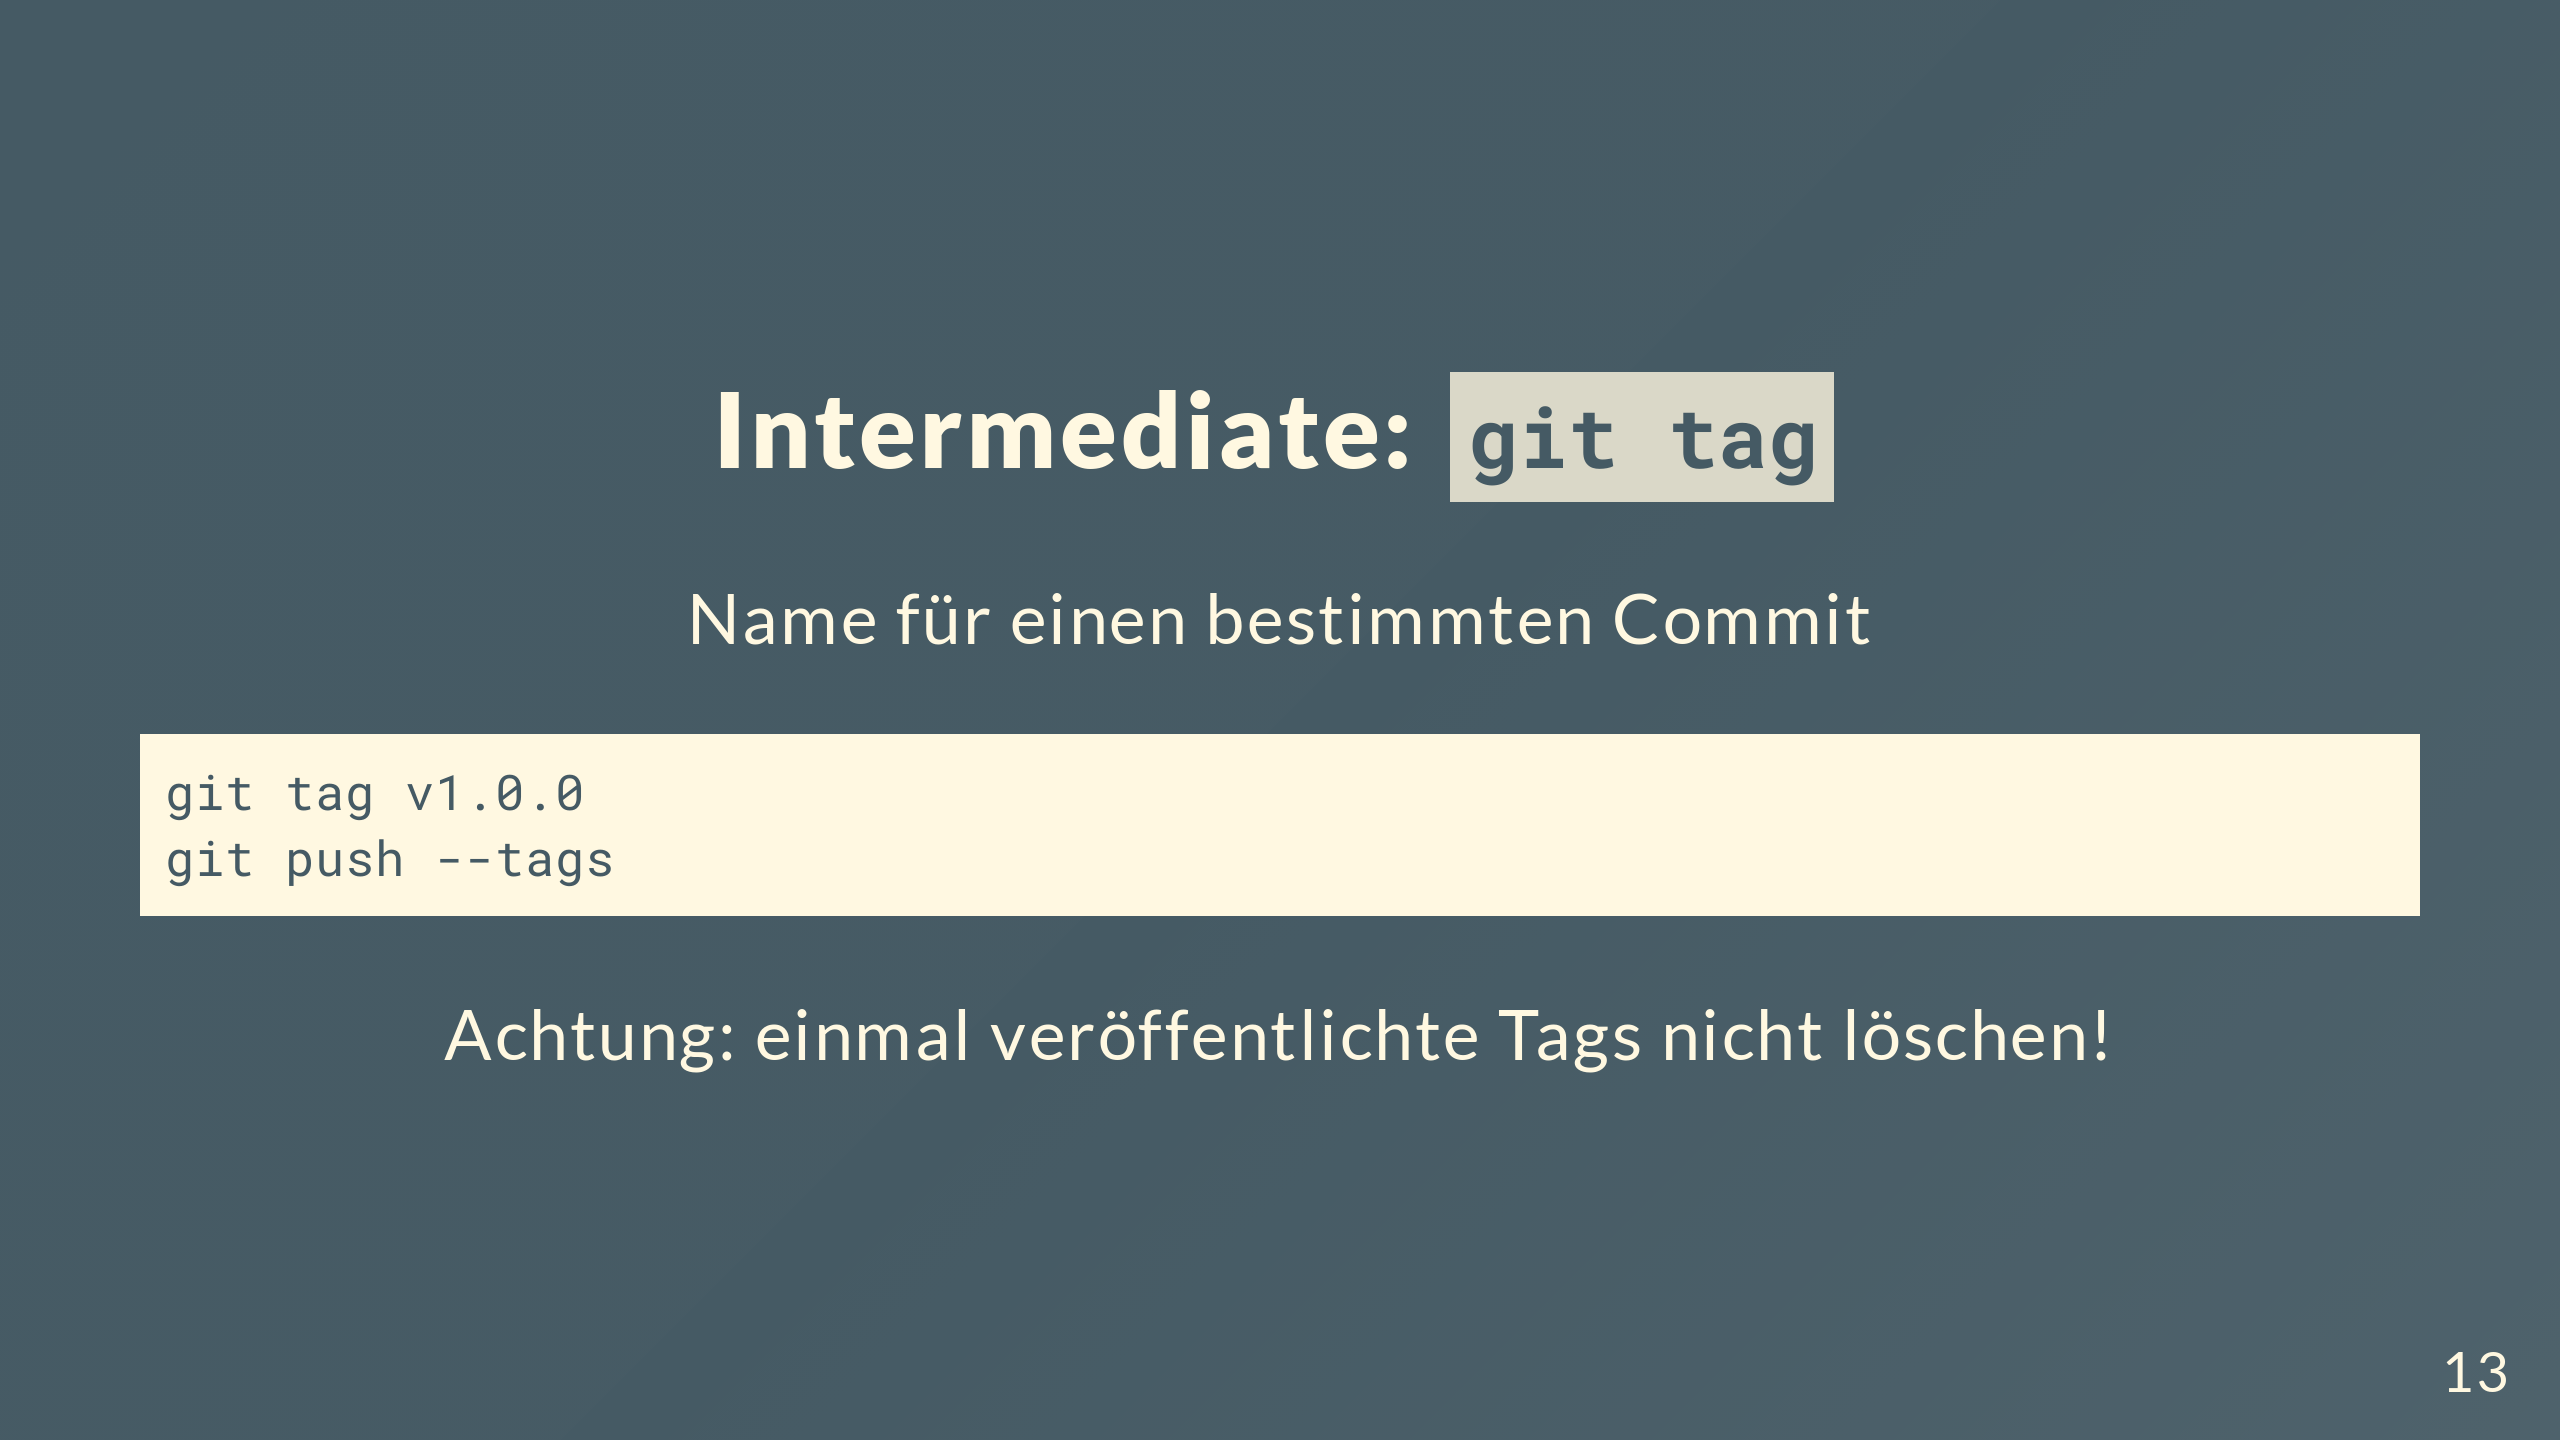 Intermediate: git tag
Name für einen bestimmten Commit
git tag v1.0.0
git push --tags
Achtung: einmal veröffentlichte Tags nicht löschen!
13